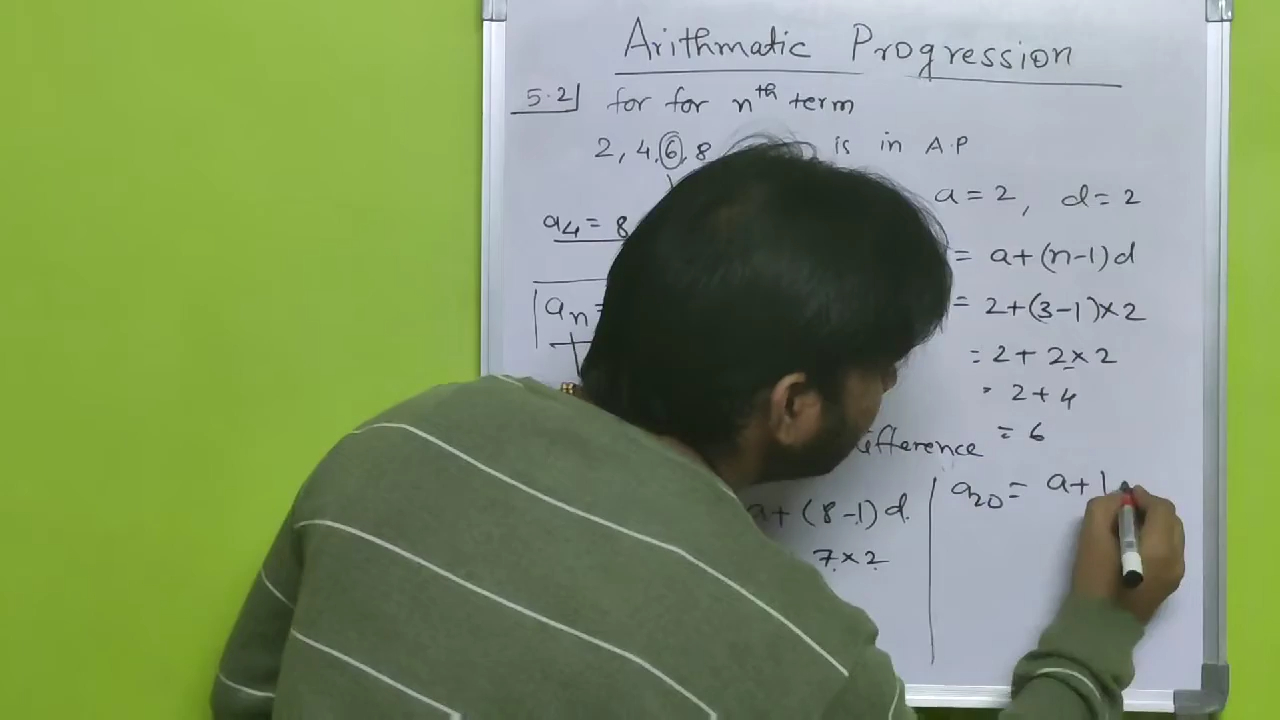 Arithmatic Progression
5.2 for for nth term
2, 4, 6, 8 is in A.P
a = 2, d = 2
a4 = 8
= a+(n-1)d
an =
= 2+(3-1)×2
= 2+ 2×2
= 2+4
= 6
difference
a+ (8-1)d
7×2
a20 = a+1